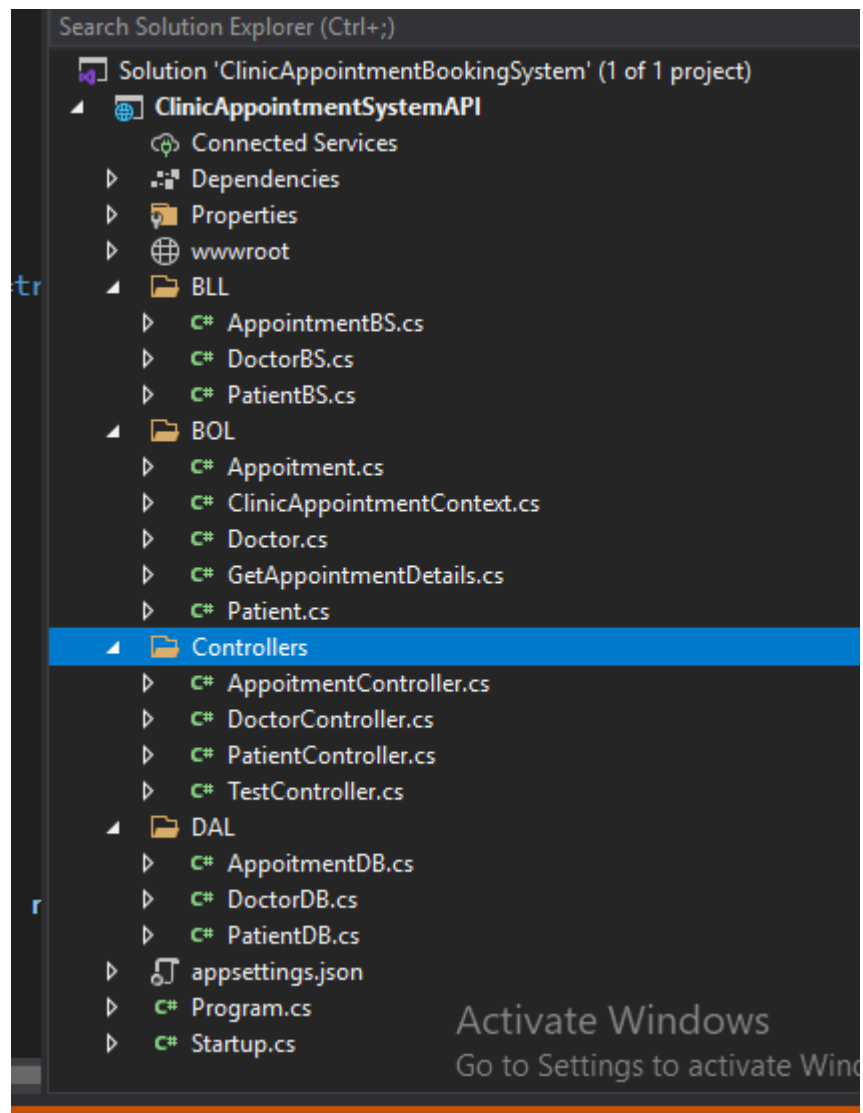 Search Solution Explorer (Ctrl+;)
Solution 'ClinicAppointmentBookingSystem' (1 of 1 project)
ClinicAppointmentSystemAPI
Connected Services
Dependencies
Properties
wwwroot
tr
BLL
C# AppointmentBS.cs
C# DoctorBS.cs
C# PatientBS.cs
BOL
C# Appoitment.cs
C# ClinicAppointmentContext.cs
C# Doctor.cs
C# GetAppointmentDetails.cs
C# Patient.cs
Controllers
C# AppoitmentController.cs
C# DoctorController.cs
C# PatientController.cs
C# TestController.cs
DAL
C# AppoitmentDB.cs
C# DoctorDB.cs
r
C# PatientDB.cs
appsettings.json
C# Program.cs
C# Startup.cs
Activate Windows
Go to Settings to activate Wind